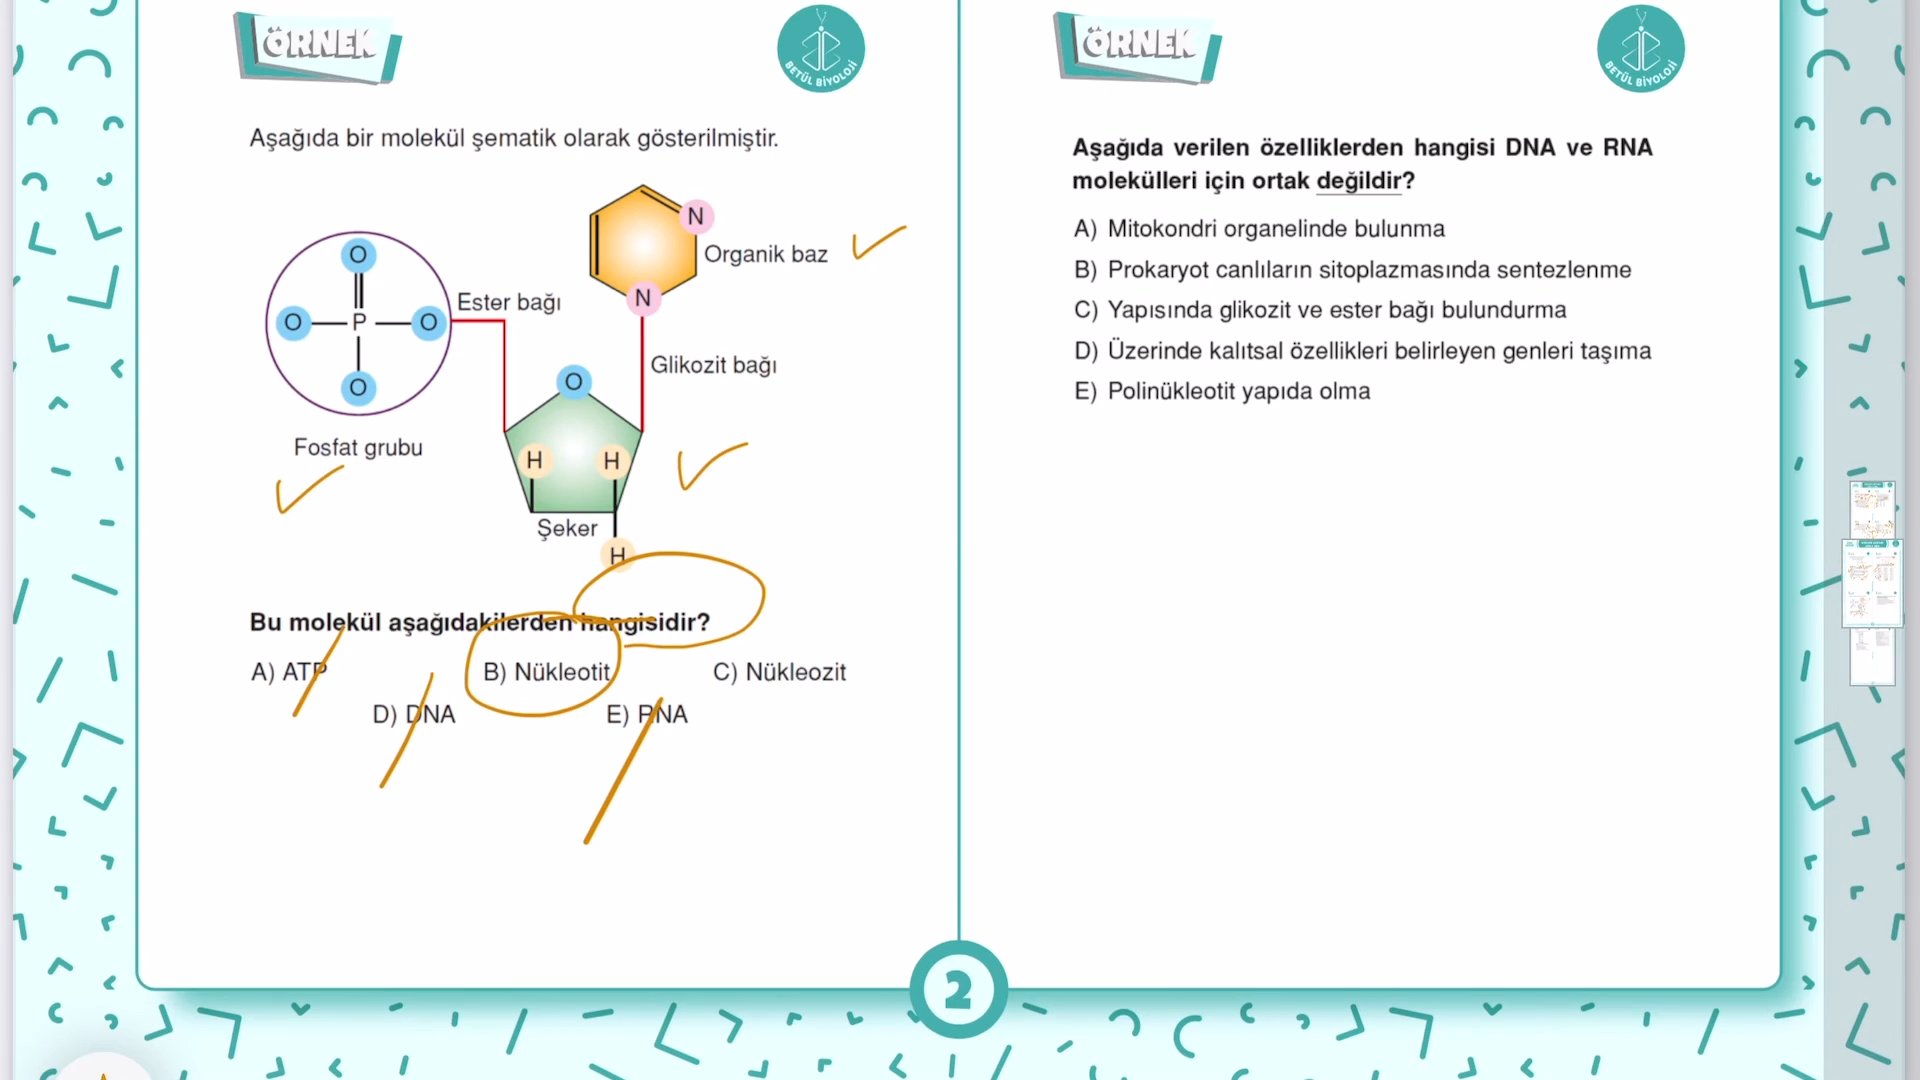 ÖRNEK
BETÜL BİYOLOJİ
Aşağıda bir molekül şematik olarak gösterilmiştir.
N
Organik baz
N
O
O
P
O
O
Ester bağı
Glikozit bağı
O
Fosfat grubu
H
H
Şeker
H
Bu molekül aşağıdakilerden hangisidir?
A) ATP
B) Nükleotit
C) Nükleozit
D) DNA
E) RNA
ÖRNEK
BETÜL BİYOLOJİ
Aşağıda verilen özelliklerden hangisi DNA ve RNA
molekülleri için ortak değildir?
A) Mitokondri organelinde bulunma
B) Prokaryot canlıların sitoplazmasında sentezlenme
C) Yapısında glikozit ve ester bağı bulundurma
D) Üzerinde kalıtsal özellikleri belirleyen genleri taşıma
E) Polinükleotit yapıda olma
2